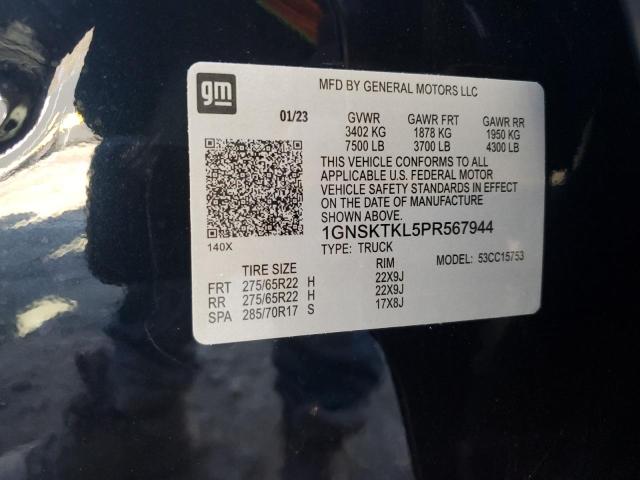 gm
MFD BY GENERAL MOTORS LLC
01/23 GVWR GAWR FRT GAWR RR
3402 KG 1878 KG 1950 KG
7500 LB 3700 LB 4300 LB
THIS VEHICLE CONFORMS TO ALL
APPLICABLE U.S. FEDERAL MOTOR
VEHICLE SAFETY STANDARDS IN EFFECT
ON THE DATE OF MANUFACTURE
SHOWN ABOVE.
1GNSKTKL5PR567944
140X TYPE: TRUCK MODEL: 53CC15753
TIRE SIZE RIM
FRT 275/65R22 H 22X9J
RR 275/65R22 H 22X9J
SPA 285/70R17 S 17X8J